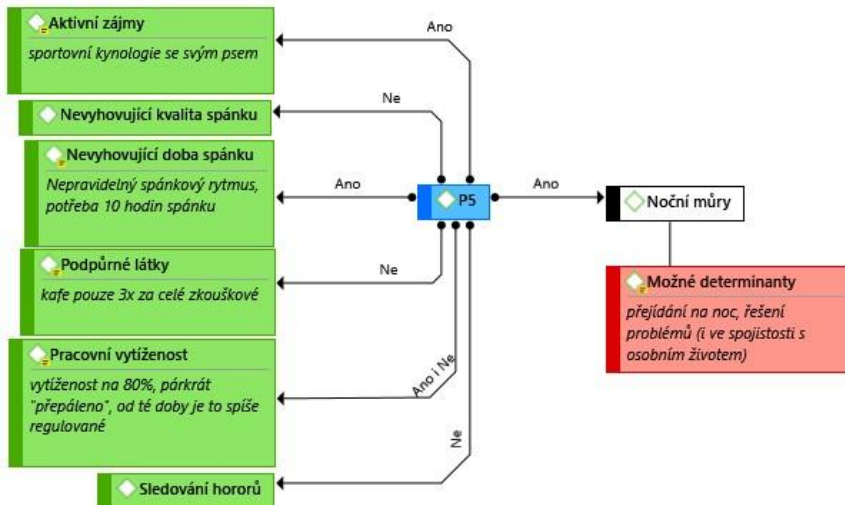 Aktivní zájmy
sportovní kynologie se svým psem
Ano
Ne
Nevyhovující kvalita spánku
Nevyhovující doba spánku
Nepravidelný spánkový rytmus,
potřeba 10 hodin spánku
Ano
P5
Ano
Noční můry
Podpůrné látky
kafe pouze 3x za celé zkouškové
Ne
Možné determinanty
přejídání na noc, řešení
problémů (i ve spojistosti s
osobním životem)
Pracovní vytíženost
vytíženost na 80%, párkrát
"přepáleno", od té doby je to spíše
regulované
Ano i Ne
Ne
Sledování hororů